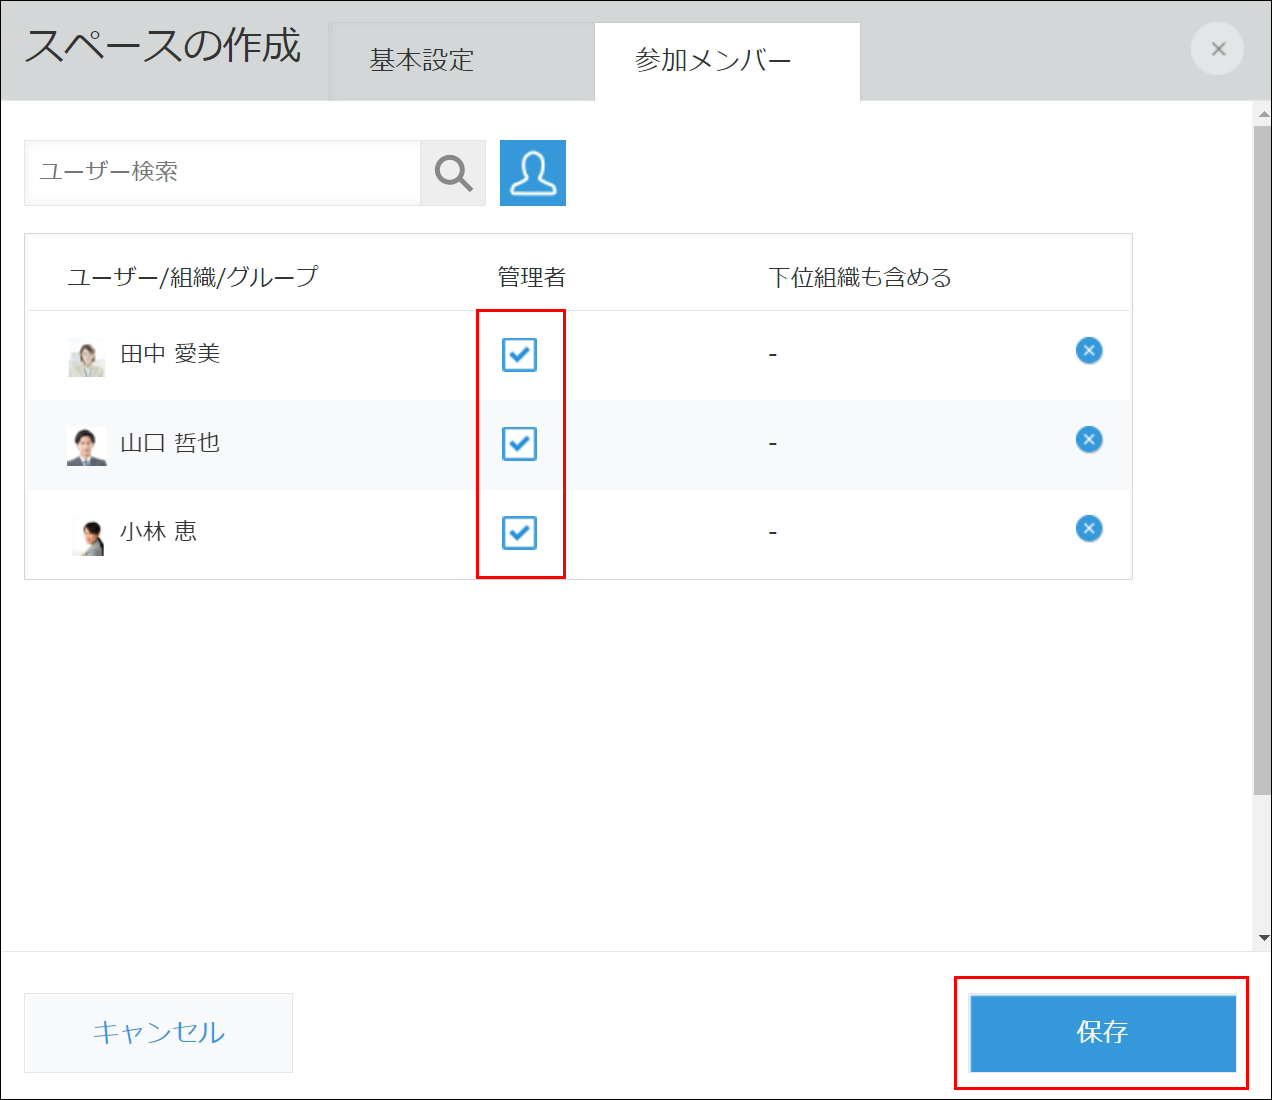 スペースの作成
基本設定
参加メンバー
ユーザー検索
ユーザー/組織/グループ 管理者 下位組織も含める
田中 愛美 -
山口 哲也 -
小林 恵 -
キャンセル
保存